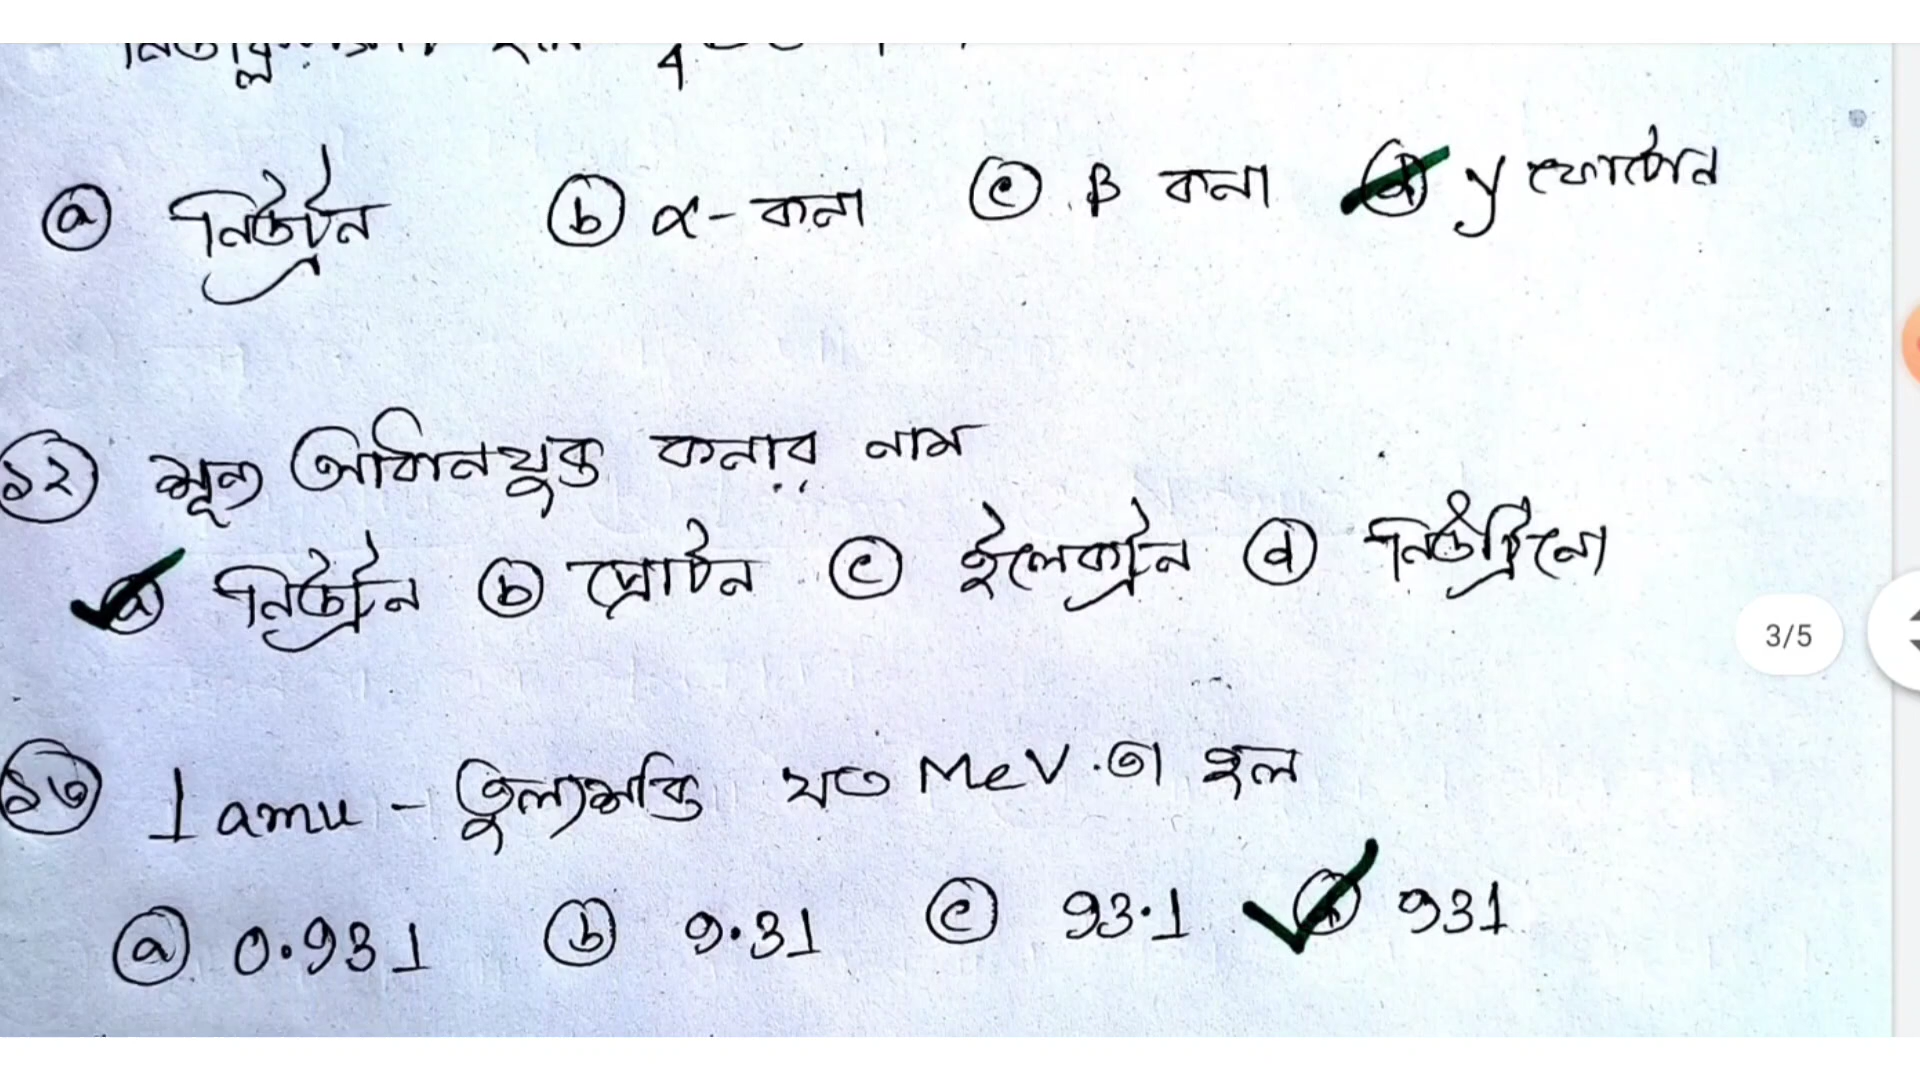 ⓐ নিউট্রন ⓑ α- কনা ⓒ β কনা ⓓ γ ফোটোন
১২ শূন্য আধানযুক্ত কনার নাম
ⓐ নিউট্রন ⓑ প্রোটন ⓒ ইলেকট্রন ⓓ নিউট্রিনো
3/5
১৩ 1 amu - তুল্যশক্তি যত MeV তা হল
ⓐ 0.931 ⓑ 9.31 ⓒ 93.1 ⓓ 931